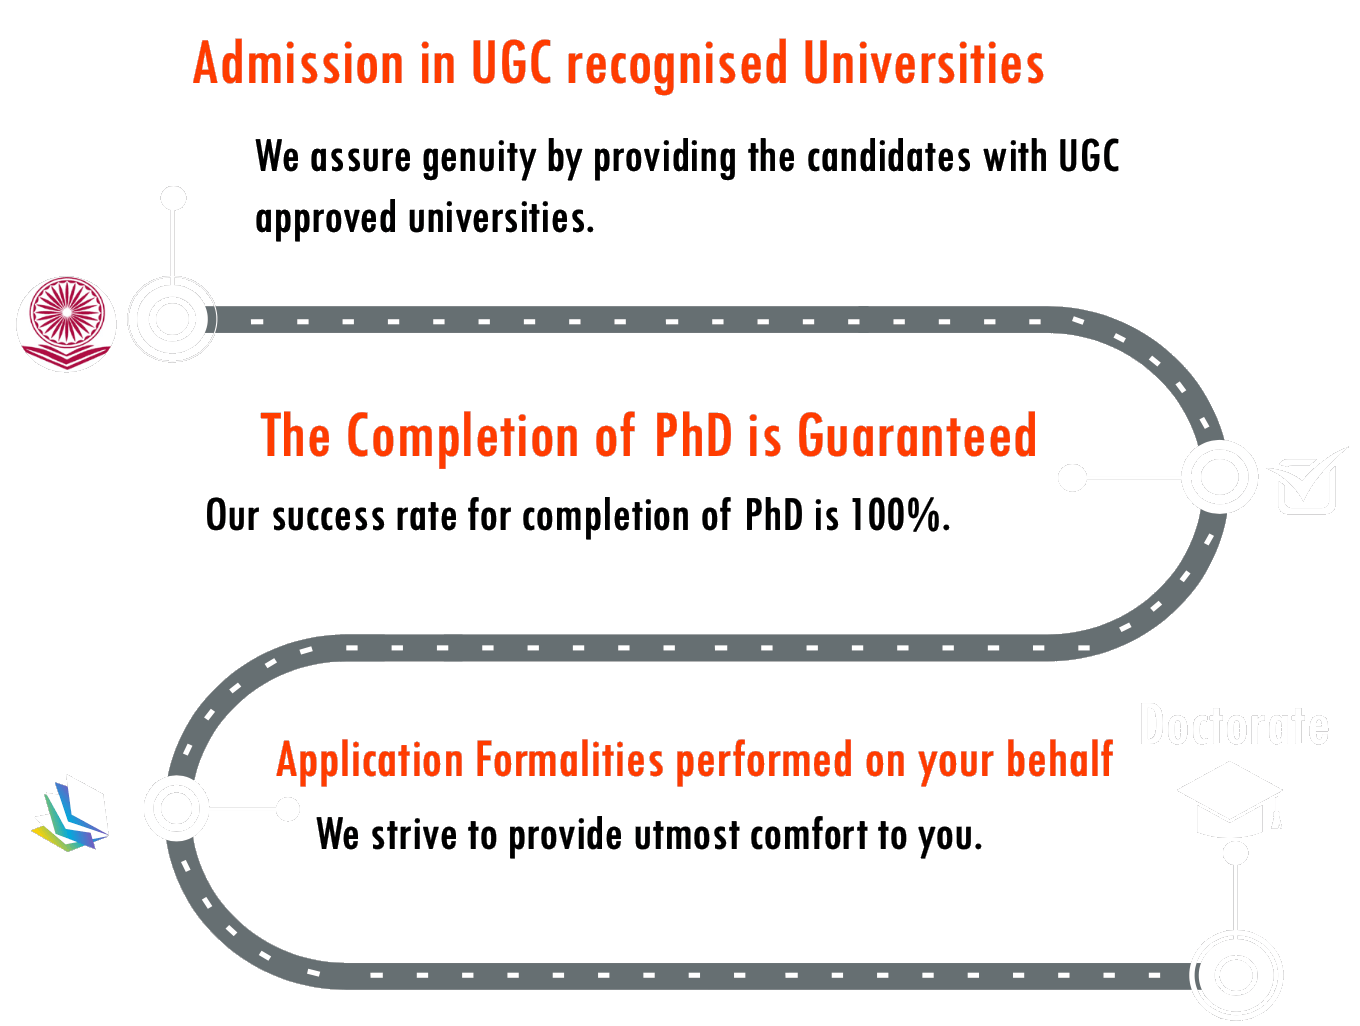 Admission in UGC recognised Universities
We assure genuity by providing the candidates with UGC
approved universities.
The Completion of PhD is Guaranteed
Our success rate for completion of PhD is 100%.
Doctorate
Application Formalities performed on your behalf
We strive to provide utmost comfort to you.